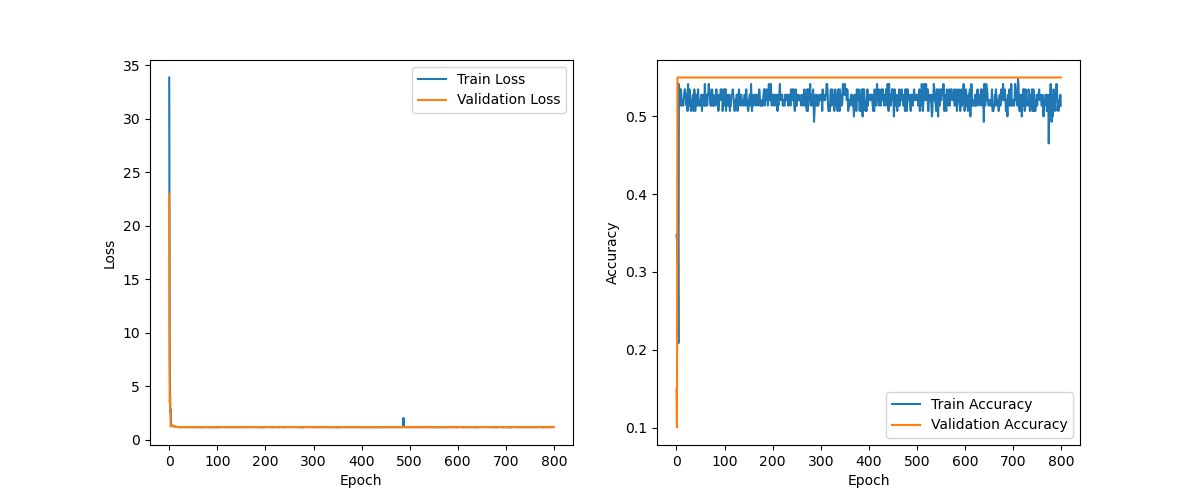 35
30
25
20
15
10
5
0
Loss
0 100 200 300 400 500 600 700 800
Epoch
Train Loss
Validation Loss
0.5
0.4
0.3
0.2
0.1
Accuracy
0 100 200 300 400 500 600 700 800
Epoch
Train Accuracy
Validation Accuracy